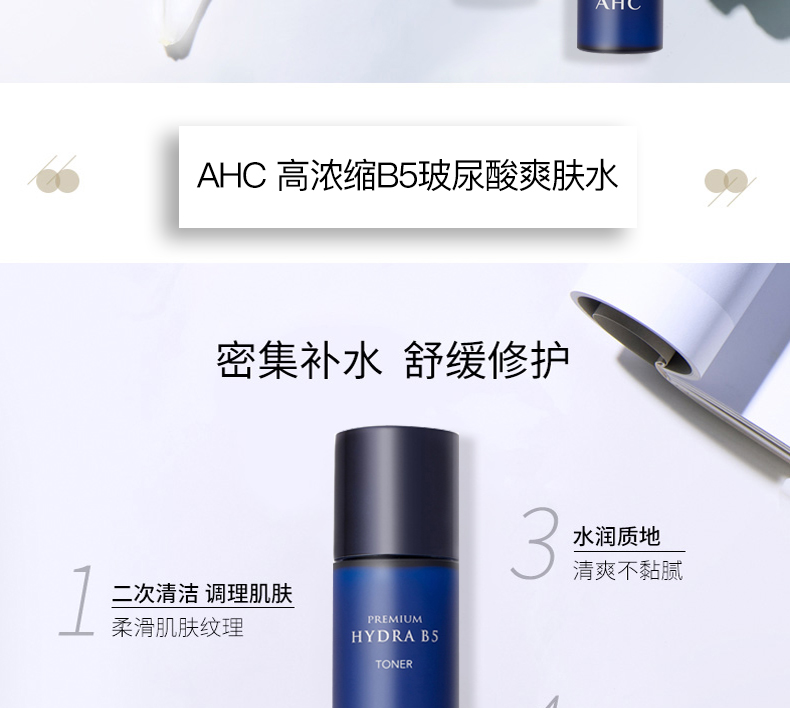 AHC
AHC 高浓缩B5玻尿酸爽肤水
密集补水 舒缓修护
3
水润质地
清爽不黏腻
1
二次清洁 调理肌肤
柔滑肌肤纹理
PREMIUM
HYDRA B5
TONER